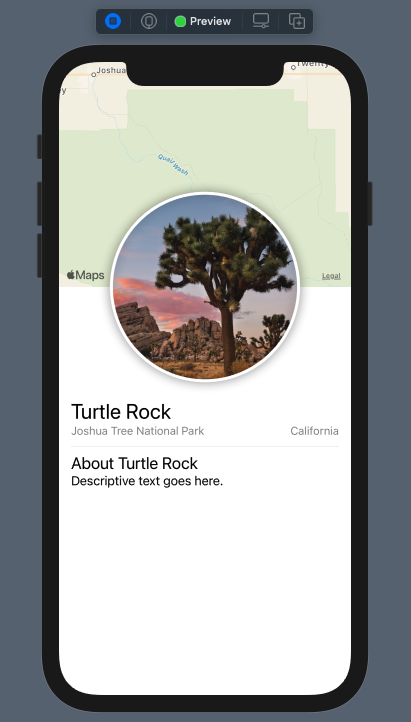 Preview
Joshua
Twenty
y
Quail Wash
Maps
Legal
Turtle Rock
Joshua Tree National Park California
About Turtle Rock
Descriptive text goes here.